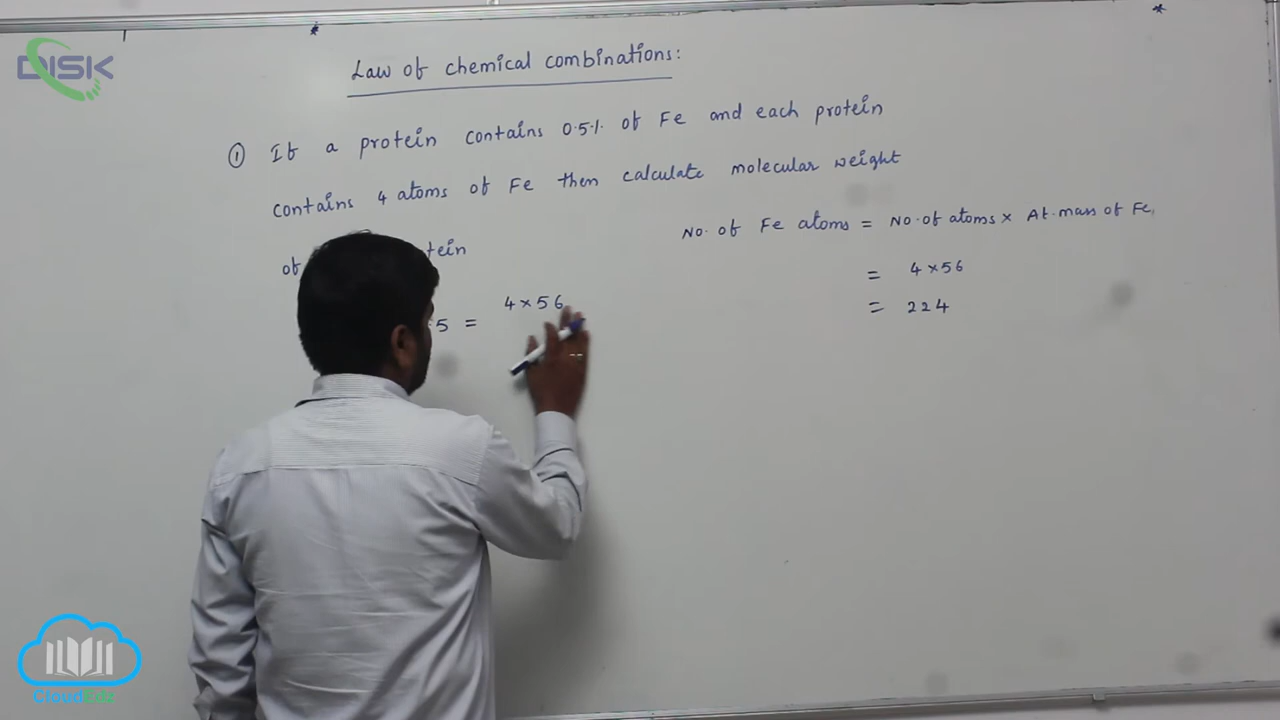 DISK
Law of chemical combinations:
① If a protein contains 0.5% of Fe and each protein
contains 4 atoms of Fe then calculate molecular weight
of tein
.5 = 4×56
No. of Fe atoms = No. of atoms × At. mass of Fe.
= 4×56
= 224
CloudEdz